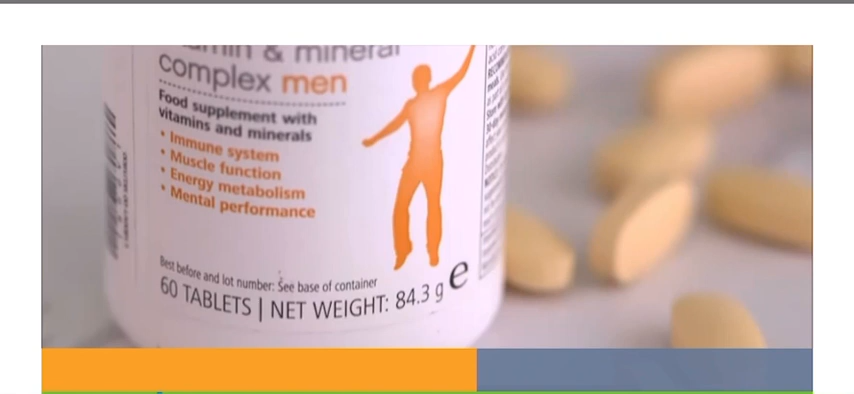 & mineral
complex men
Food supplement with
vitamins and minerals
• Immune system
• Muscle function
• Energy metabolism
• Mental performance
Best before and lot number: See base of container
60 TABLETS | NET WEIGHT: 84.3 g e